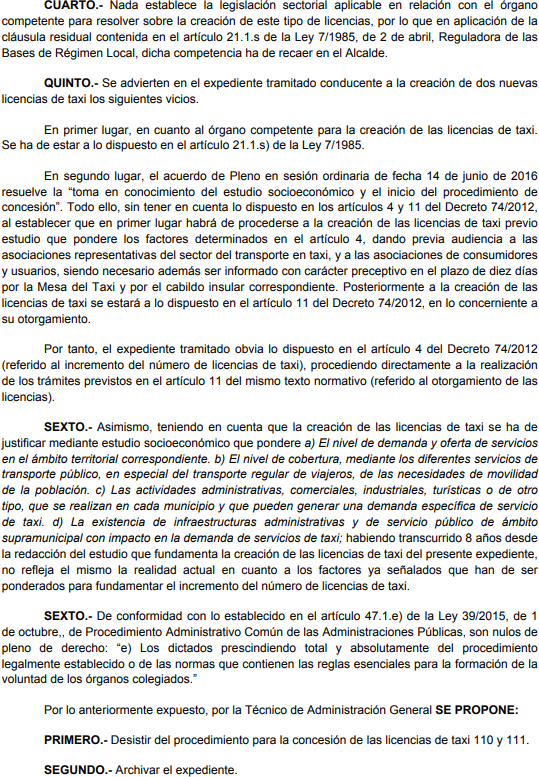 CUARTO.- Nada establece la legislación sectorial aplicable en relación con el órgano
competente para resolver sobre la creación de este tipo de licencias, por lo que en aplicación de la
cláusula residual contenida en el artículo 21.1.s de la Ley 7/1985, de 2 de abril, Reguladora de las
Bases de Régimen Local, dicha competencia ha de recaer en el Alcalde.
QUINTO.- Se advierten en el expediente tramitado conducente a la creación de dos nuevas
licencias de taxi los siguientes vicios.
En primer lugar, en cuanto al órgano competente para la creación de las licencias de taxi.
Se ha de estar a lo dispuesto en el artículo 21.1.s) de la Ley 7/1985.
En segundo lugar, el acuerdo de Pleno en sesión ordinaria de fecha 14 de junio de 2016
resuelve la “toma en conocimiento del estudio socioeconómico y el inicio del procedimiento de
concesión”. Todo ello, sin tener en cuenta lo dispuesto en los artículos 4 y 11 del Decreto 74/2012,
al establecer que en primer lugar habrá de procederse a la creación de las licencias de taxi previo
estudio que pondere los factores determinados en el artículo 4, dando previa audiencia a las
asociaciones representativas del sector del transporte en taxi, y a las asociaciones de consumidores
y usuarios, siendo necesario además ser informado con carácter preceptivo en el plazo de diez días
por la Mesa del Taxi y por el cabildo insular correspondiente. Posteriormente a la creación de las
licencias de taxi se estará a lo dispuesto en el artículo 11 del Decreto 74/2012, en lo concerniente a
su otorgamiento.
Por tanto, el expediente tramitado obvia lo dispuesto en el artículo 4 del Decreto 74/2012
(referido al incremento del número de licencias de taxi), procediendo directamente a la realización
de los trámites previstos en el artículo 11 del mismo texto normativo (referido al otorgamiento de las
licencias).
SEXTO.- Asimismo, teniendo en cuenta que la creación de las licencias de taxi se ha de
justificar mediante estudio socioeconómico que pondere a) El nivel de demanda y oferta de servicios
en el ámbito territorial correspondiente. b) El nivel de cobertura, mediante los diferentes servicios de
transporte público, en especial del transporte regular de viajeros, de las necesidades de movilidad
de la población. c) Las actividades administrativas, comerciales, industriales, turísticas o de otro
tipo, que se realizan en cada municipio y que pueden generar una demanda específica de servicio
de taxi. d) La existencia de infraestructuras administrativas y de servicio público de ámbito
supramunicipal con impacto en la demanda de servicios de taxi; habiendo transcurrido 8 años desde
la redacción del estudio que fundamenta la creación de las licencias de taxi del presente expediente,
no refleja el mismo la realidad actual en cuanto a los factores ya señalados que han de ser
ponderados para fundamentar el incremento del número de licencias de taxi.
SEXTO.- De conformidad con lo establecido en el artículo 47.1.e) de la Ley 39/2015, de 1
de octubre,, de Procedimiento Administrativo Común de las Administraciones Públicas, son nulos de
pleno de derecho: “e) Los dictados prescindiendo total y absolutamente del procedimiento
legalmente establecido o de las normas que contienen las reglas esenciales para la formación de la
voluntad de los órganos colegiados.”
Por lo anteriormente expuesto, por la Técnico de Administración General SE PROPONE:
PRIMERO.- Desistir del procedimiento para la concesión de las licencias de taxi 110 y 111.
SEGUNDO.- Archivar el expediente.